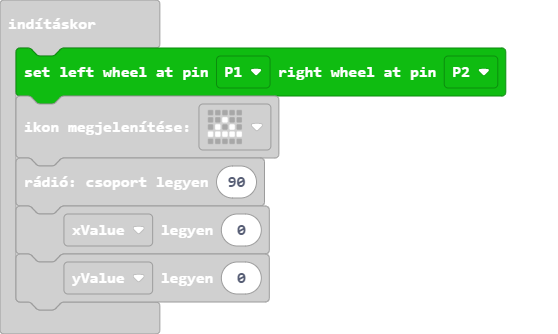 indításkor
set left wheel at pin P1 right wheel at pin P2
ikon megjelenítése:
rádió: csoport legyen 90
xValue legyen 0
yValue legyen 0